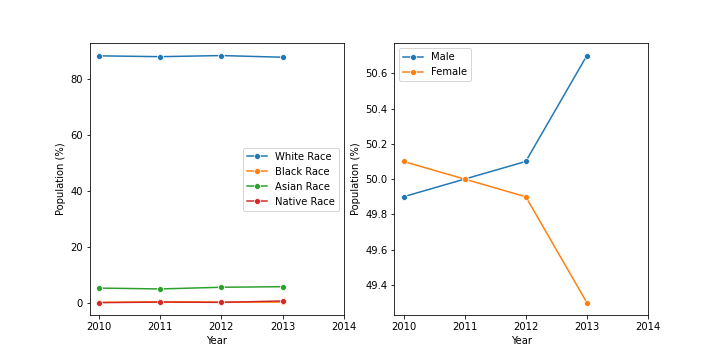 80
60
40
20
0
Population (%)
White Race
Black Race
Asian Race
Native Race
2010 2011 2012 2013 2014
Year
Male
Female
50.6
50.4
50.2
50.0
49.8
49.6
49.4
Population (%)
2010 2011 2012 2013 2014
Year